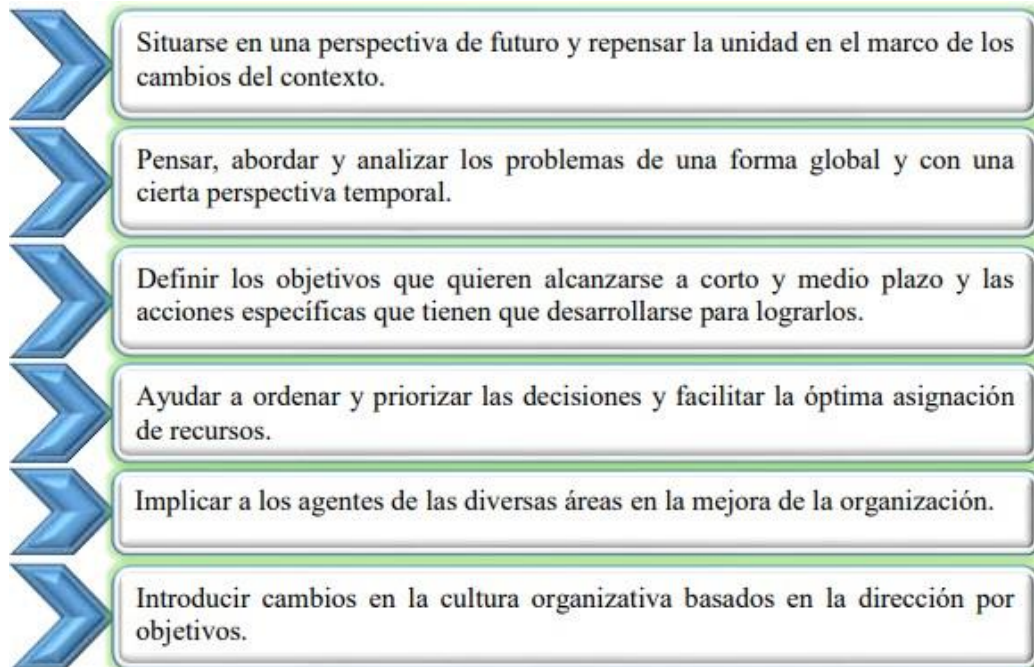 Situarse en una perspectiva de futuro y repensar la unidad en el marco de los
cambios del contexto.
Pensar, abordar y analizar los problemas de una forma global y con una
cierta perspectiva temporal.
Definir los objetivos que quieren alcanzarse a corto y medio plazo y las
acciones específicas que tienen que desarrollarse para lograrlos.
Ayudar a ordenar y priorizar las decisiones y facilitar la óptima asignación
de recursos.
Implicar a los agentes de las diversas áreas en la mejora de la organización.
Introducir cambios en la cultura organizativa basados en la dirección por
objetivos.